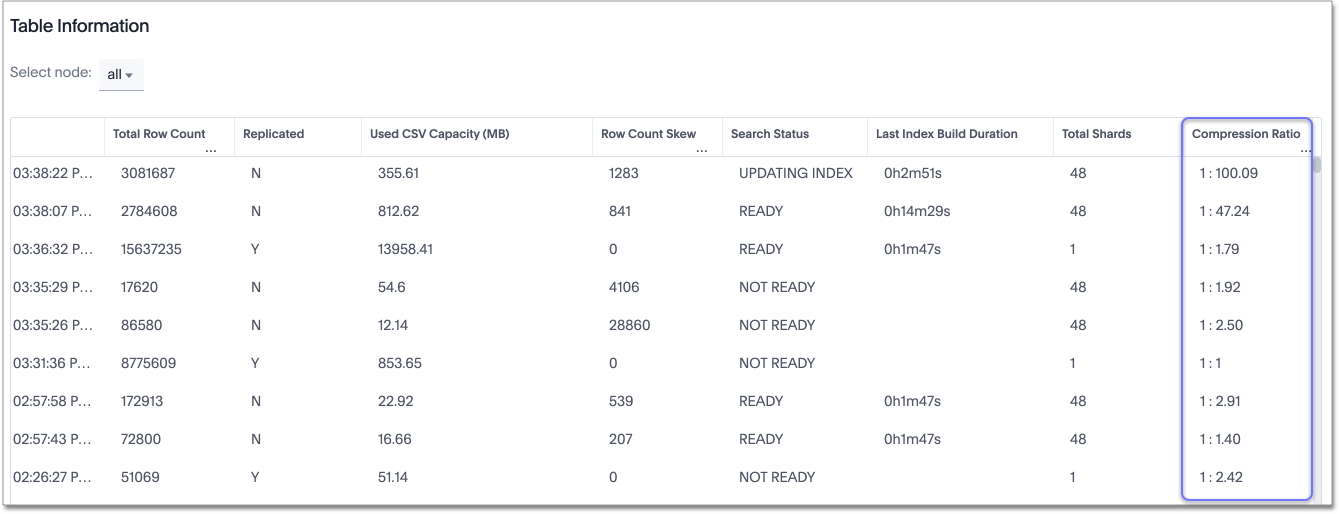 Table Information
Select node: all
Total Row Count Replicated Used CSV Capacity (MB) Row Count Skew Search Status Last Index Build Duration Total Shards Compression Ratio
... ... ...
03:38:22 P... 3081687 N 355.61 1283 UPDATING INDEX 0h2m51s 48 1 : 100.09
03:38:07 P... 2784608 N 812.62 841 READY 0h14m29s 48 1 : 47.24
03:36:32 P... 15637235 Y 13958.41 0 READY 0h1m47s 1 1 : 1.79
03:35:29 P... 17620 N 54.6 4106 NOT READY 48 1 : 1.92
03:35:26 P... 86580 N 12.14 28860 NOT READY 48 1 : 2.50
03:31:36 P... 8775609 Y 853.65 0 NOT READY 1 1 : 1
02:57:58 P... 172913 N 22.92 539 READY 0h1m47s 48 1 : 2.91
02:57:43 P... 72800 N 16.66 207 READY 0h1m47s 48 1 : 1.40
02:26:27 P... 51069 Y 51.14 0 NOT READY 1 1 : 2.42